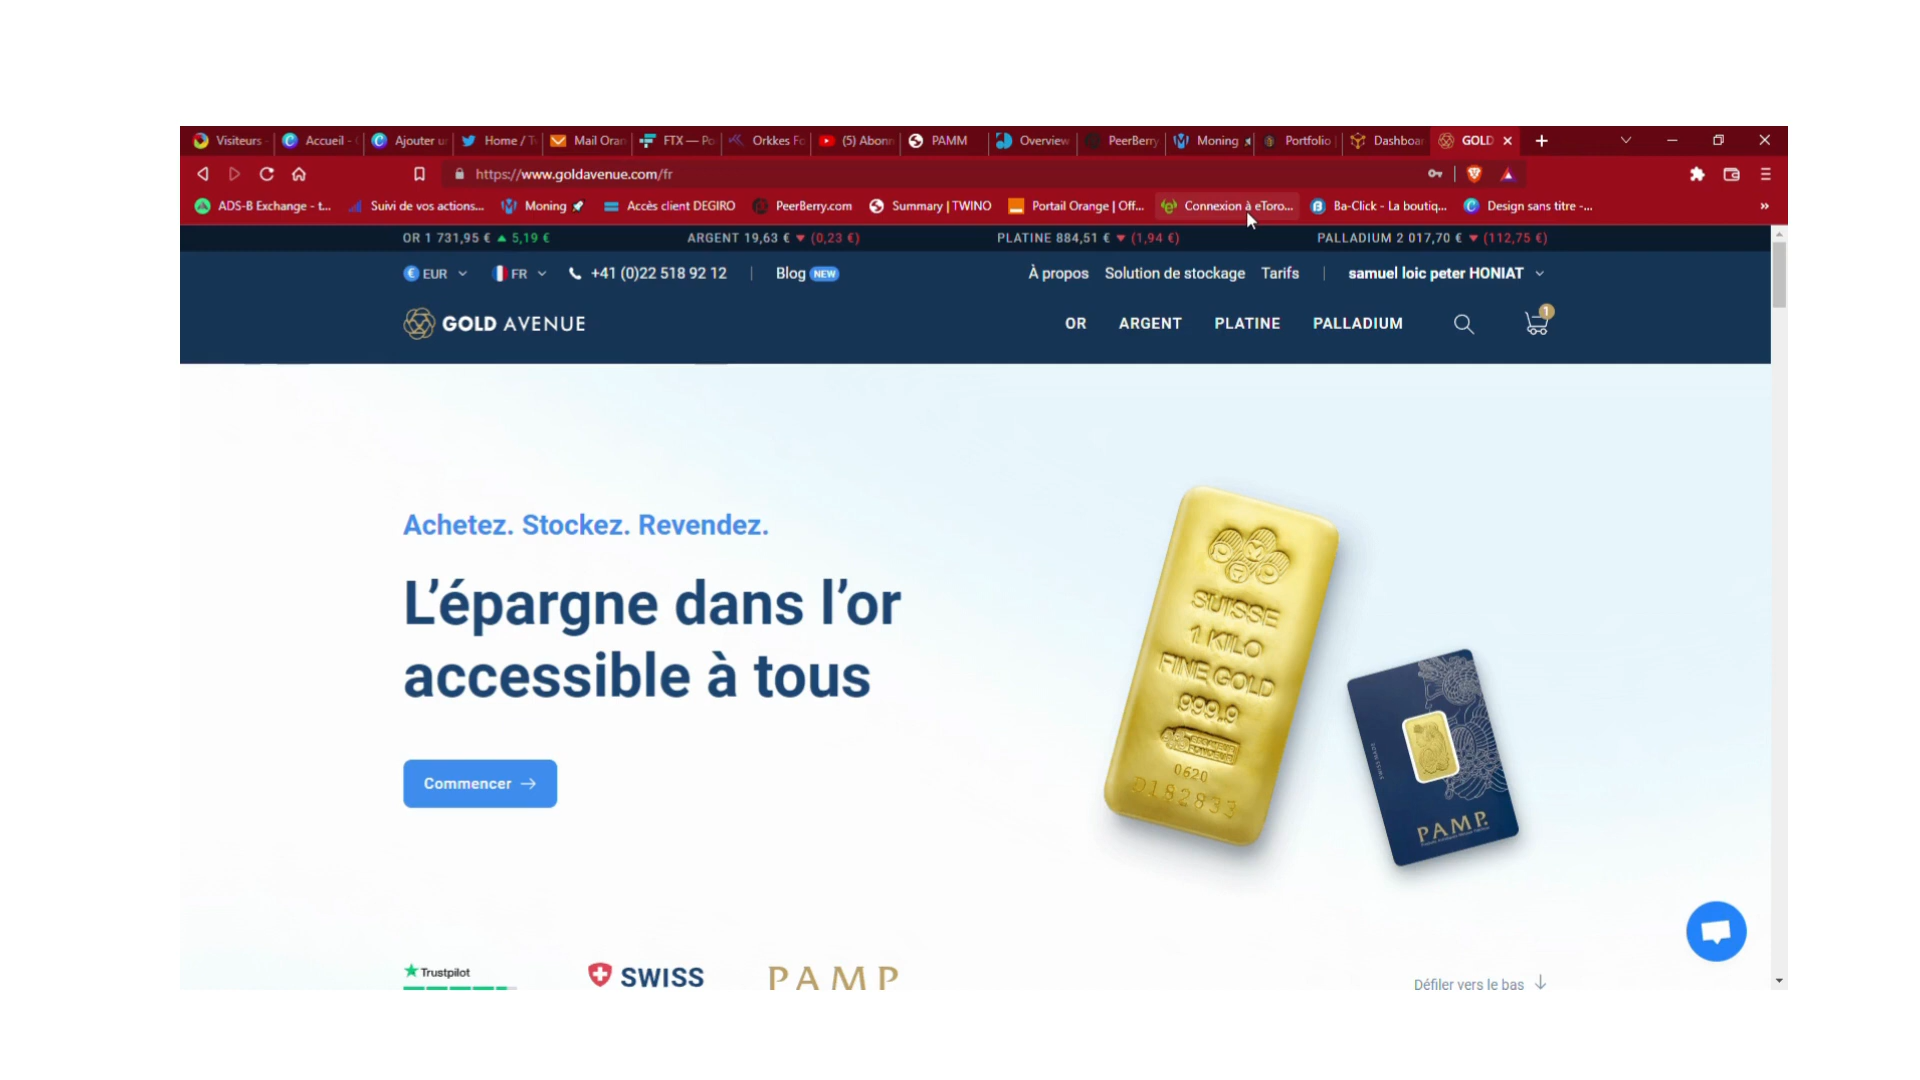 Visiteurs - Accueil - Ajouter u Home / T Mail Oran FTX — Po Orkkes Fo (5) Abonn PAMM Overview PeerBerry Moning Portfolio Dashboar GOLD
https://www.goldavenue.com/fr
ADS-B Exchange - t... Suivi de vos actions... Moning Accès client DEGIRO PeerBerry.com Summary | TWINO Portail Orange | Off... Connexion à eToro... Ba-Click - La boutiq... Design sans titre -...
OR 1 731,95 € ▲ 5,19 € ARGENT 19,63 € ▼ (0,23 €) PLATINE 884,51 € ▼ (1,94 €) PALLADIUM 2 017,70 € ▼ (112,75 €)
€ EUR FR +41 (0)22 518 92 12 | Blog NEW À propos Solution de stockage Tarifs | samuel loic peter HONIAT
GOLD AVENUE OR ARGENT PLATINE PALLADIUM 1
Achetez. Stockez. Revendez.
L'épargne dans l'or
accessible à tous
Commencer →
SUISSE
1 KILO
FINE GOLD
999,9
ESSAYEUR
FONDEUR
0620
D182833
PAMP.
Trustpilot
SWISS
PAMP
Défiler vers le bas ↓